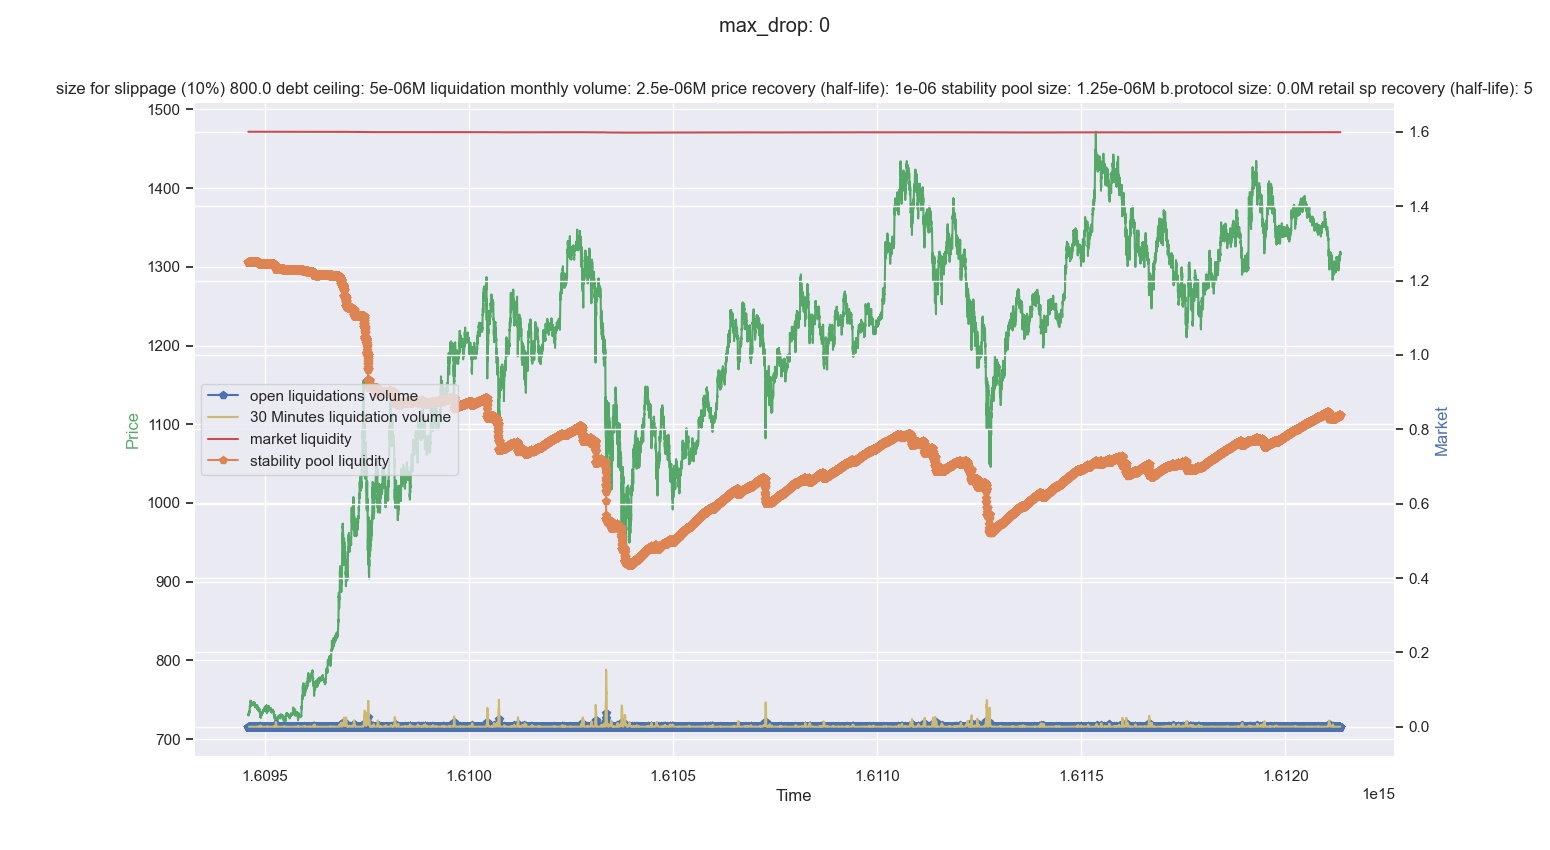 max_drop: 0
size for slippage (10%) 800.0 debt ceiling: 5e-06M liquidation monthly volume: 2.5e-06M price recovery (half-life): 1e-06 stability pool size: 1.25e-06M b.protocol size: 0.0M retail sp recovery (half-life): 5
1500
1400
1300
1200
1100
1000
900
800
700
Price
open liquidations volume
30 Minutes liquidation volume
market liquidity
stability pool liquidity
1.6
1.4
1.2
1.0
0.8
0.6
0.4
0.2
0.0
Market
1.6095 1.6100 1.6105 1.6110 1.6115 1.6120
Time
1e15